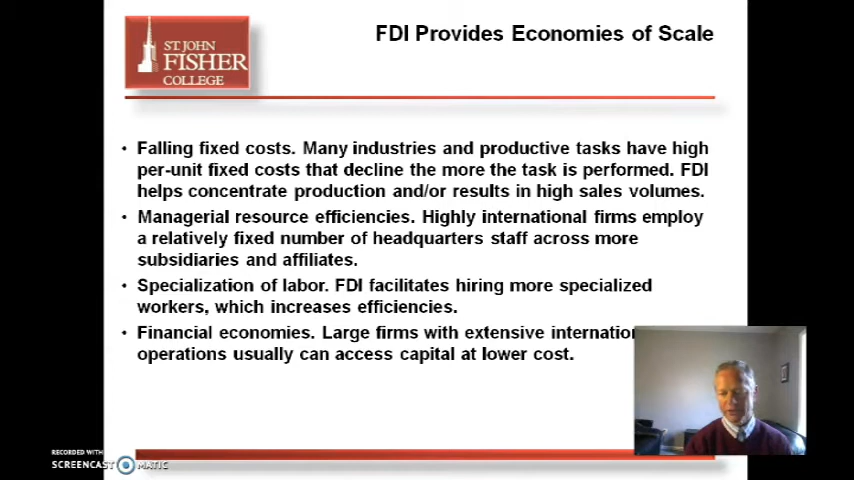 ST JOHN
FISHER
COLLEGE
FDI Provides Economies of Scale
• Falling fixed costs. Many industries and productive tasks have high
per-unit fixed costs that decline the more the task is performed. FDI
helps concentrate production and/or results in high sales volumes.
• Managerial resource efficiencies. Highly international firms employ
a relatively fixed number of headquarters staff across more
subsidiaries and affiliates.
• Specialization of labor. FDI facilitates hiring more specialized
workers, which increases efficiencies.
• Financial economies. Large firms with extensive
operations usually can access capital at lower cost.
RECORDED WITH
SCREENCAST MATIC